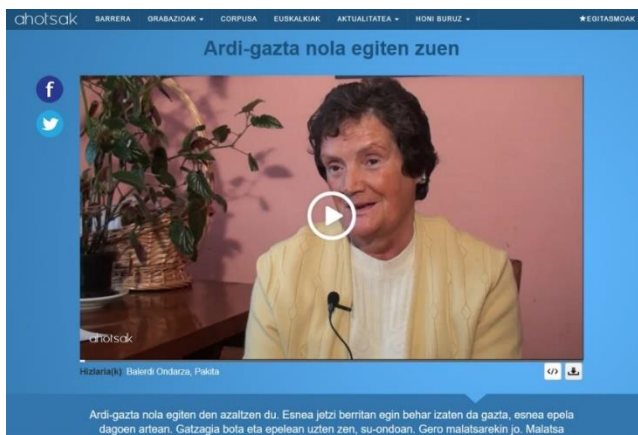 ahotsak SARRERA GRABAZIOAK CORPUSA EUSKALKIAK AKTUALITATEA HONI BURUZ ★EGITASMOAK
Ardi-gazta nola egiten zuen
f
ahotsak
Hiztaria(k): Balerdi Ondarza, Pakita
</>
Ardi-gazta nola egiten den azaltzen du. Esnea jetzi berritan egin behar izaten da gazta, esnea epela
dagoen artean. Gatzagia bota eta epelean uzten zen, su-ondoan. Gero malatsarekin jo. Malatsa